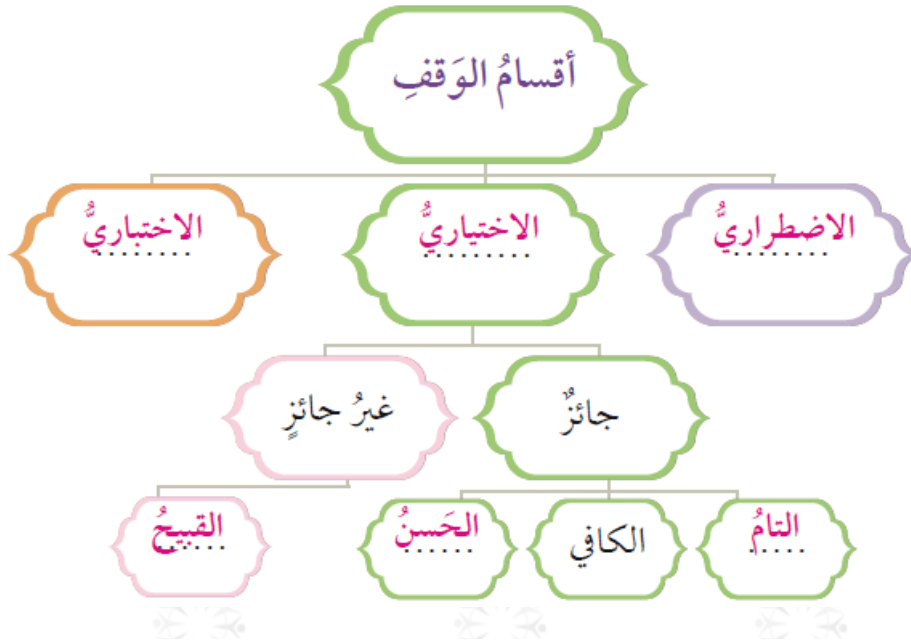 أقسامُ الوَقفِ
الاضطراريُّ
الاختياريُّ
الاختباريُّ
جائزٌ
غيرُ جائزٍ
التامُ
الكافي
الحَسنُ
القبيحُ